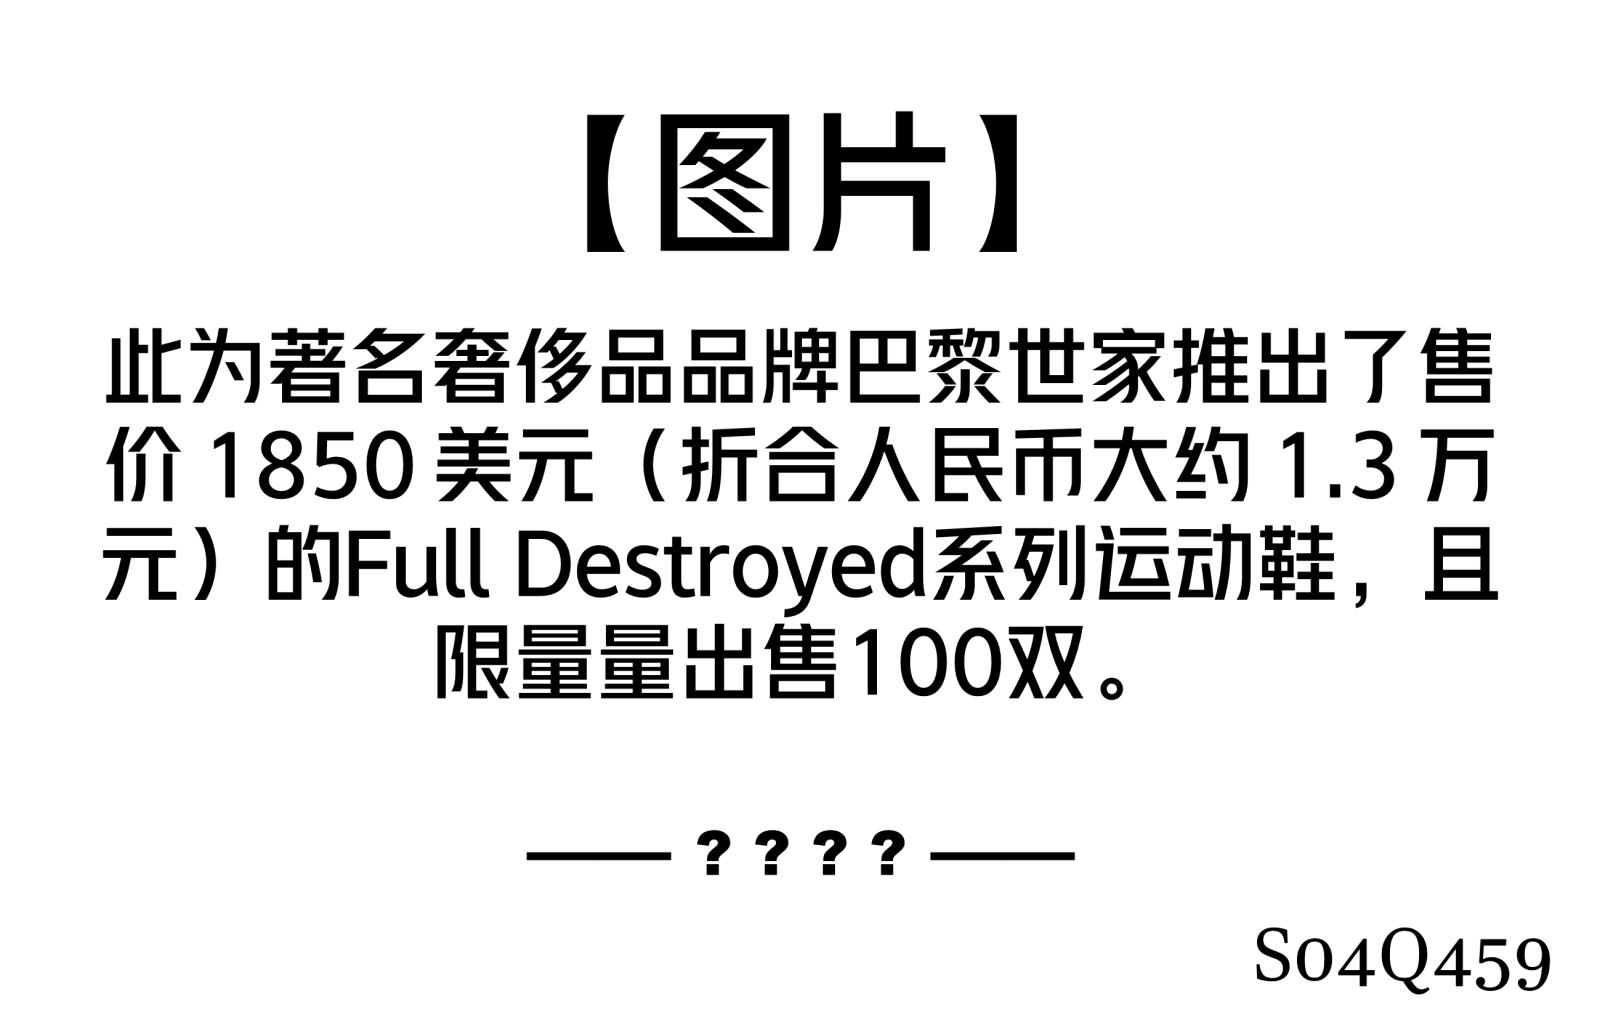 【图片】
此为著名奢侈品品牌巴黎世家推出了售
价 1850 美元（折合人民币大约 1.3 万
元）的Full Destroyed系列运动鞋，且
限量量出售100双。
—— ? ? ? ? ——
S04Q459